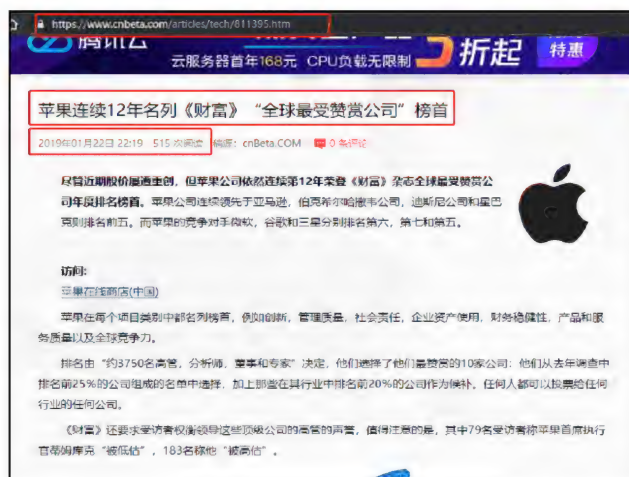 https://www.cnbeta.com/articles/tech/811395.htm
腾讯云
云服务器首年168元 CPU负载无限制
折起
特惠
苹果连续12年名列《财富》“全球最受赞赏公司”榜首
2019年01月22日 22:19 515 次阅读 稿源：cnBeta.COM 0 条评论
尽管近期股价屡遭重创，但苹果公司依然连续第12年荣登《财富》杂志全球最受赞赏公
司年度排名榜首。苹果公司连续领先于亚马逊，伯克希尔哈撒韦公司，迪斯尼公司和星巴
克则排名前五。而苹果的竞争对手微软，谷歌和三星分别排名第六，第七和第五。
访问:
苹果在线商店(中国)
苹果在每个项目类别中都名列榜首，例如创新，管理质量，社会责任，企业资产使用，财务稳健性，产品和服
务质量以及全球竞争力。
排名由“约3750名高管，分析师，董事和专家”决定，他们选择了他们最赞赏的10家公司：他们从去年调查中
排名前25%的公司组成的名单中选择，加上那些在其行业中排名前20%的公司作为候补。任何人都可以投票给任何
行业的任何公司。
《财富》还要求受访者权衡领导这些顶级公司的高管的声誉，值得注意的是，其中79名受访者称苹果首席执行
官蒂姆库克“被低估”，183名称他“被高估”。